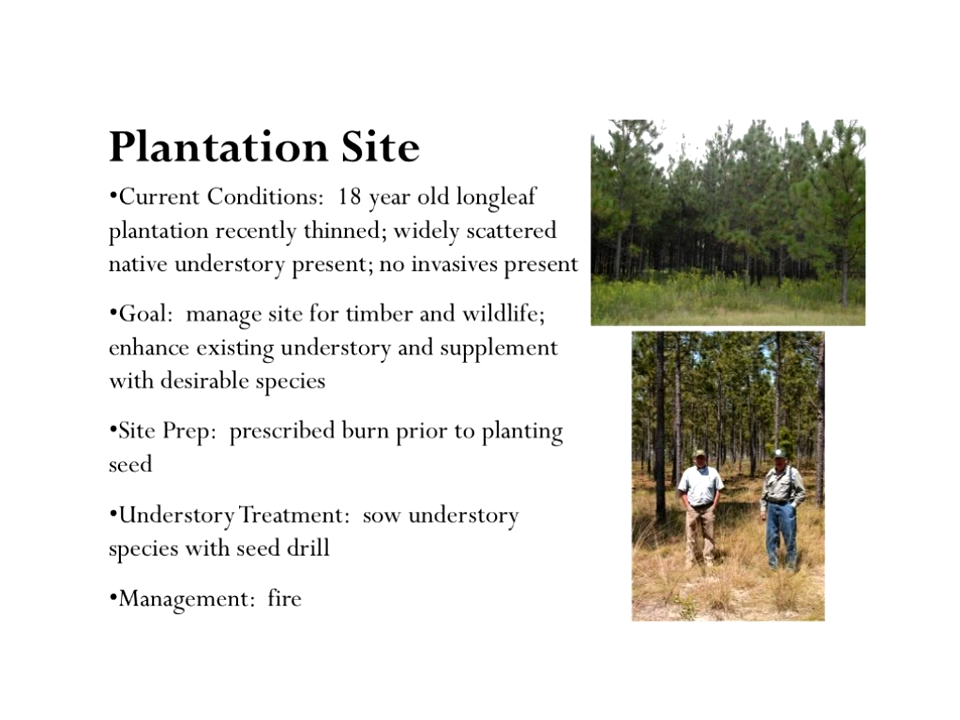 Plantation Site
•Current Conditions:  18 year old longleaf
plantation recently thinned; widely scattered
native understory present; no invasives present
•Goal:  manage site for timber and wildlife;
enhance existing understory and supplement
with desirable species
•Site Prep:  prescribed burn prior to planting
seed
•Understory Treatment:  sow understory
species with seed drill
•Management:  fire